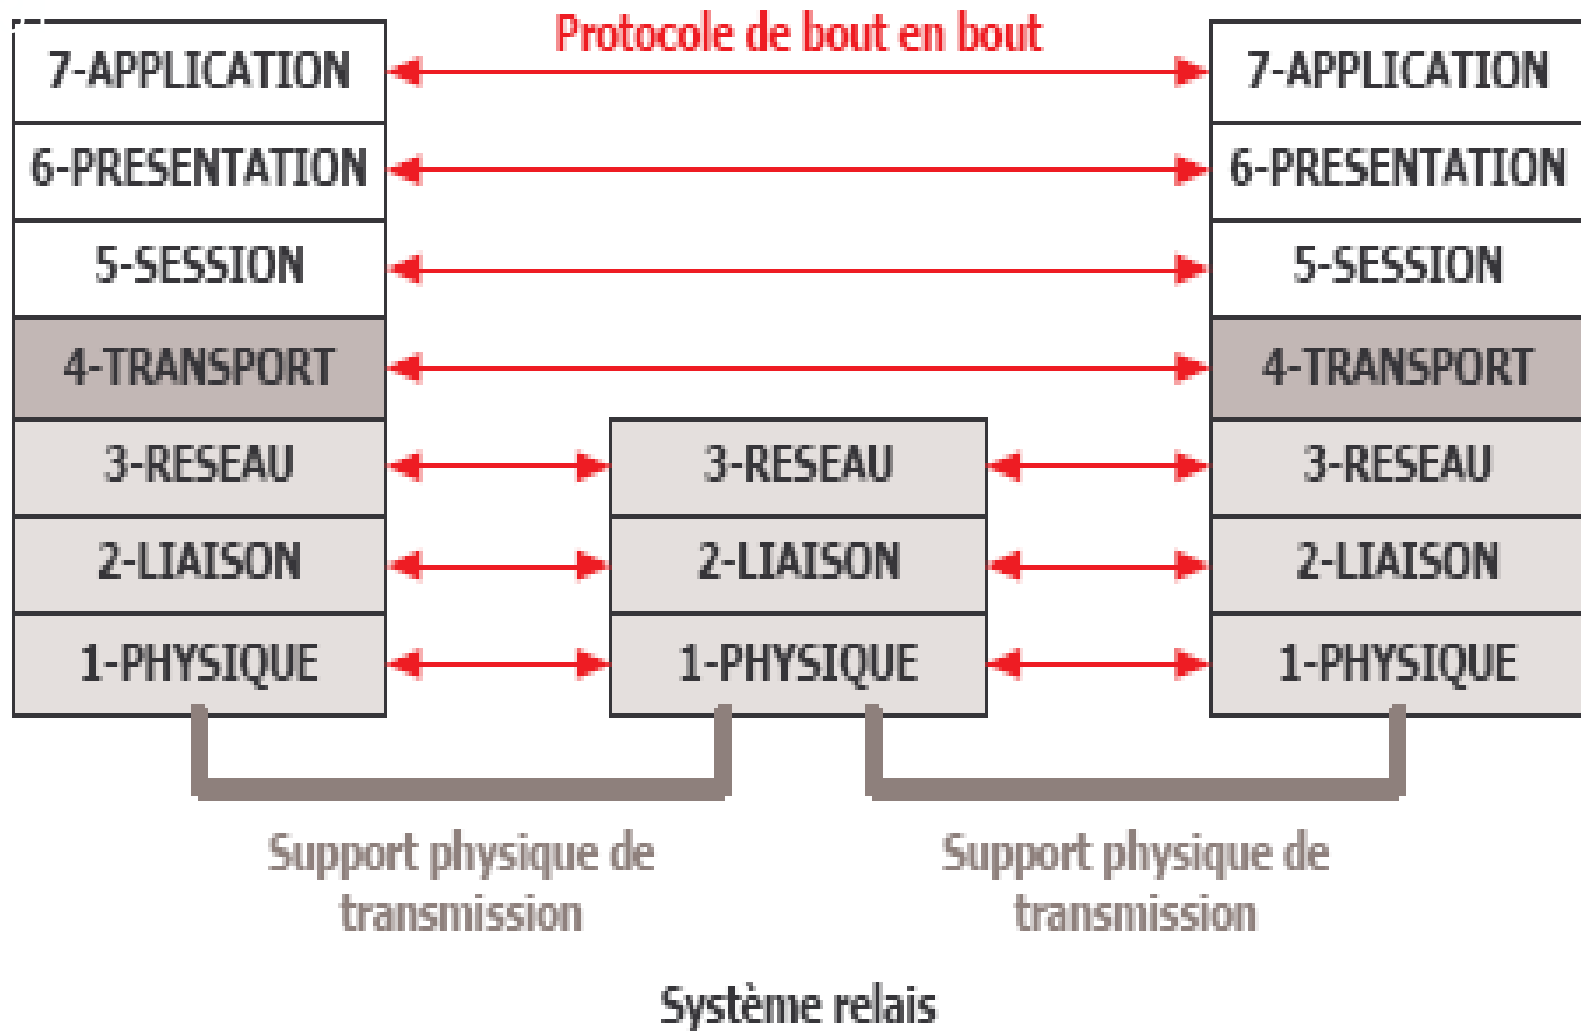 Protocole de bout en bout
7-APPLICATION
7-APPLICATION
6-PRESENTATION
6-PRESENTATION
5-SESSION
5-SESSION
4-TRANSPORT
4-TRANSPORT
3-RESEAU
3-RESEAU
3-RESEAU
2-LIAISON
2-LIAISON
2-LIAISON
1-PHYSIQUE
1-PHYSIQUE
1-PHYSIQUE
Support physique de
transmission
Support physique de
transmission
Système relais